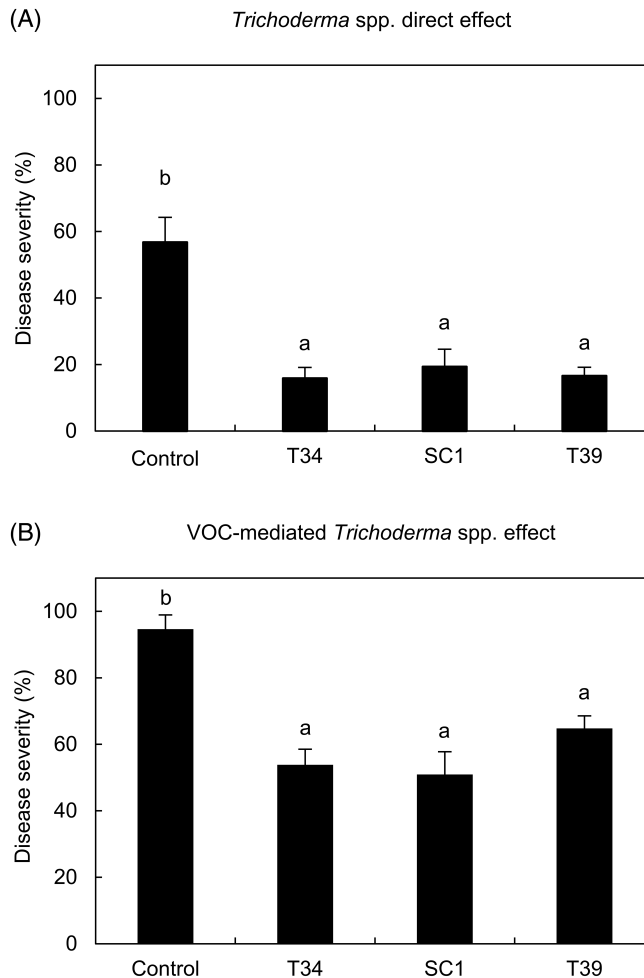 (A)
Trichoderma spp. direct effect
Disease severity (%)
100
80
60
40
20
0
b
a
a
a
Control
T34
SC1
T39
(B)
VOC-mediated Trichoderma spp. effect
Disease severity (%)
100
80
60
40
20
0
b
a
a
a
Control
T34
SC1
T39